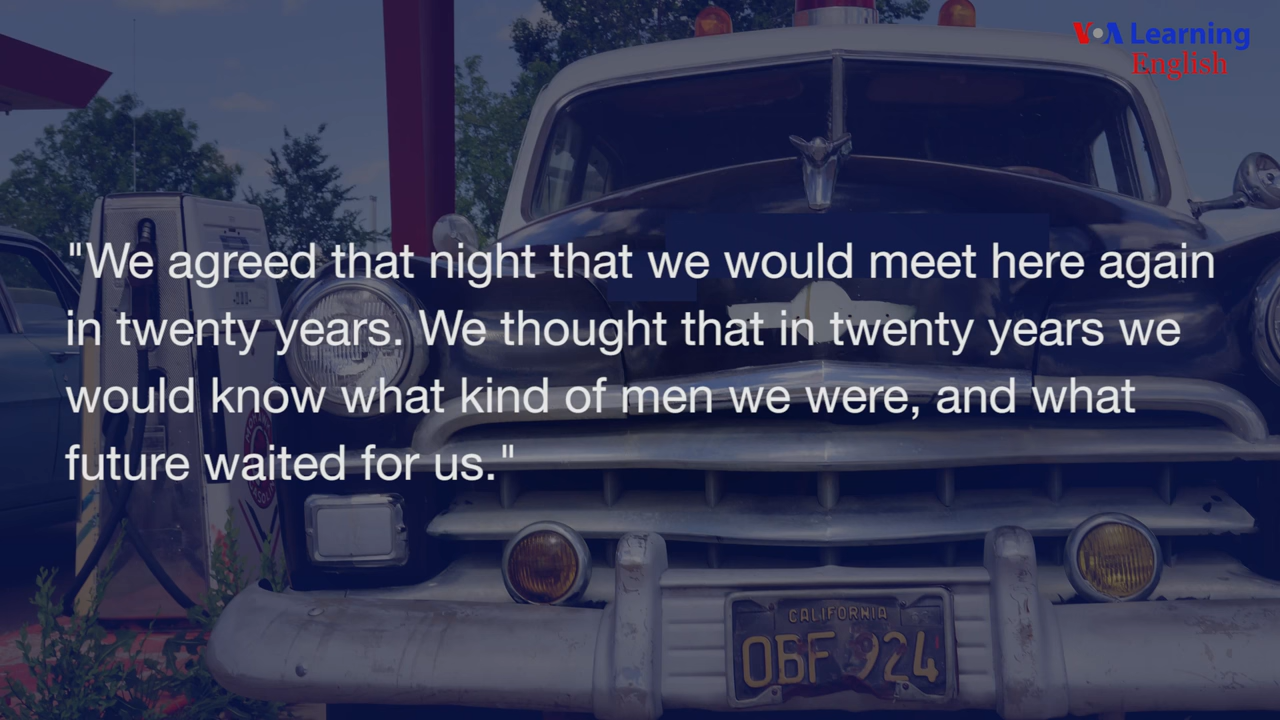 VOA Learning
English
"We agreed that night that we would meet here again
in twenty years. We thought that in twenty years we
would know what kind of men we were, and what
future waited for us."
CALIFORNIA
OBF 924